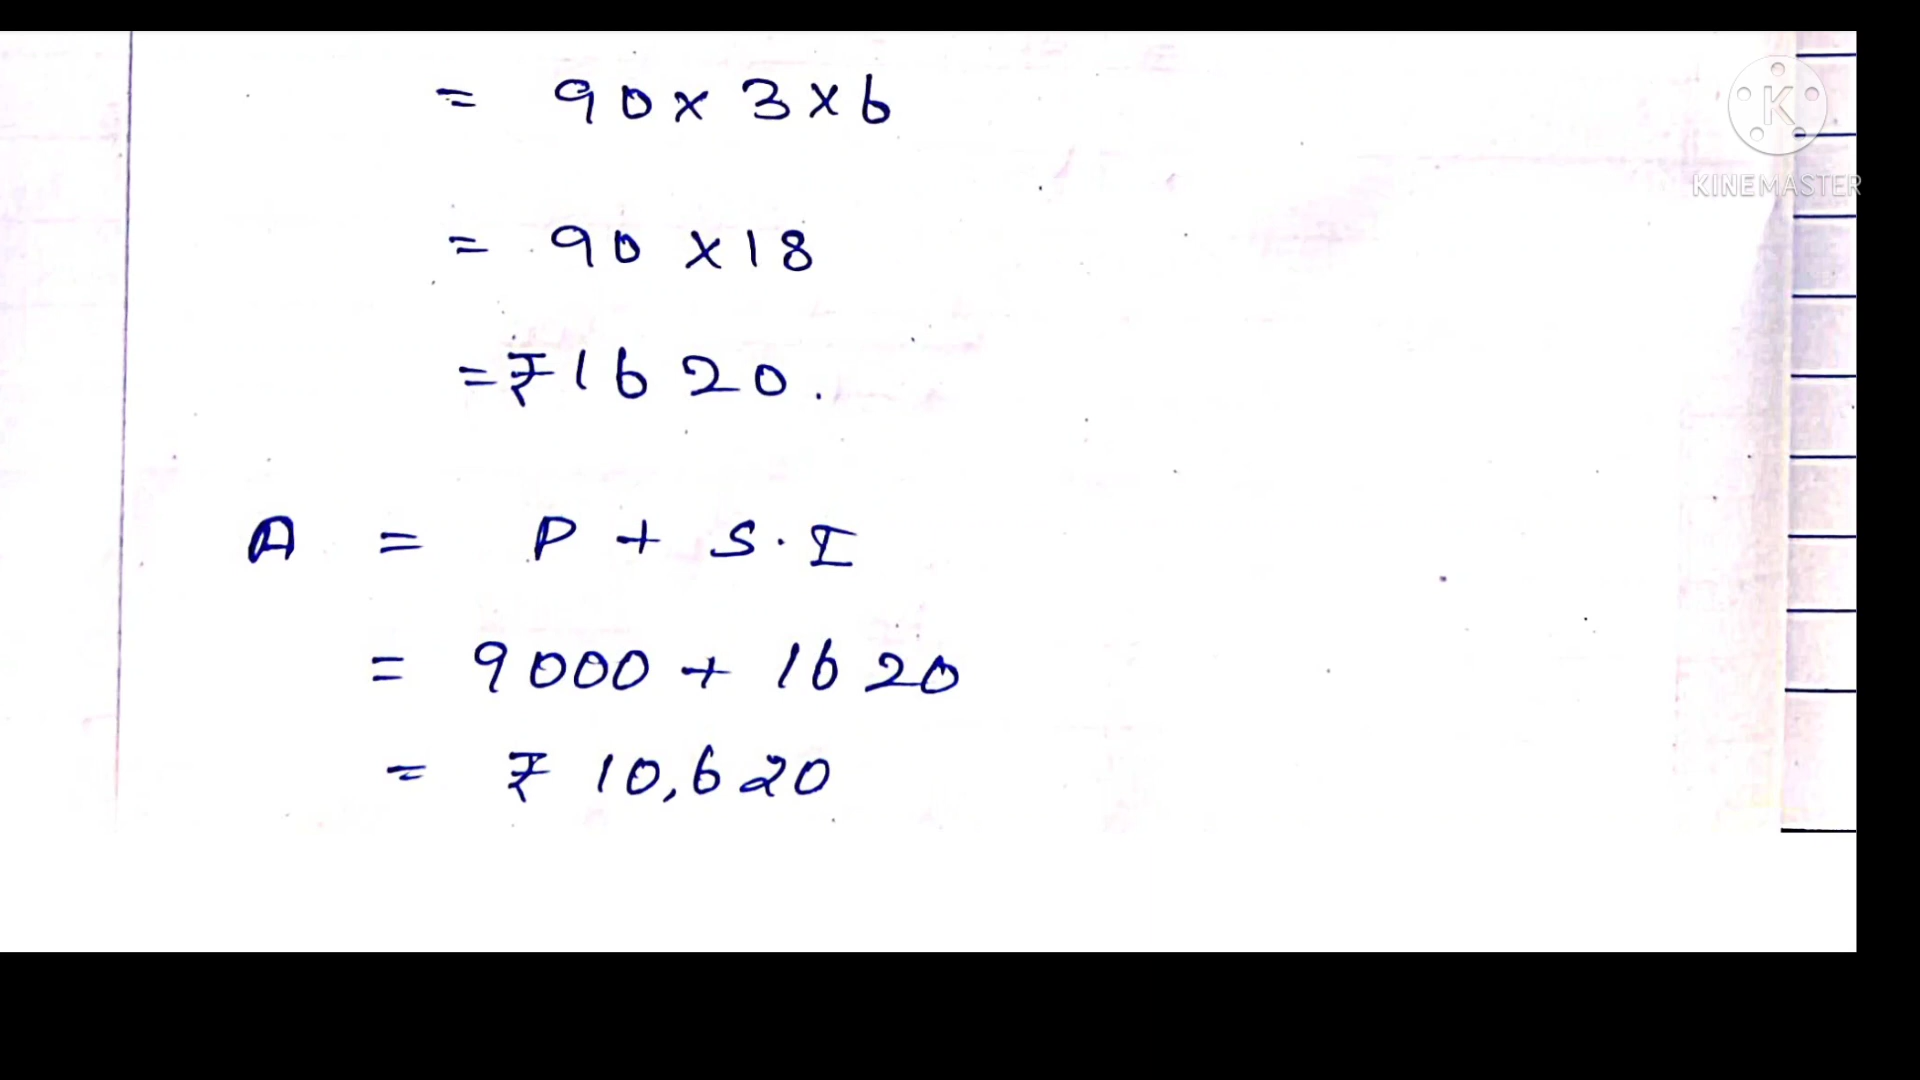 = 90 × 3 × 6
K
KINEMASTER
= 90 × 18
= ₹ 1620.
A = P + S.I
= 9000 + 1620
= ₹ 10,620